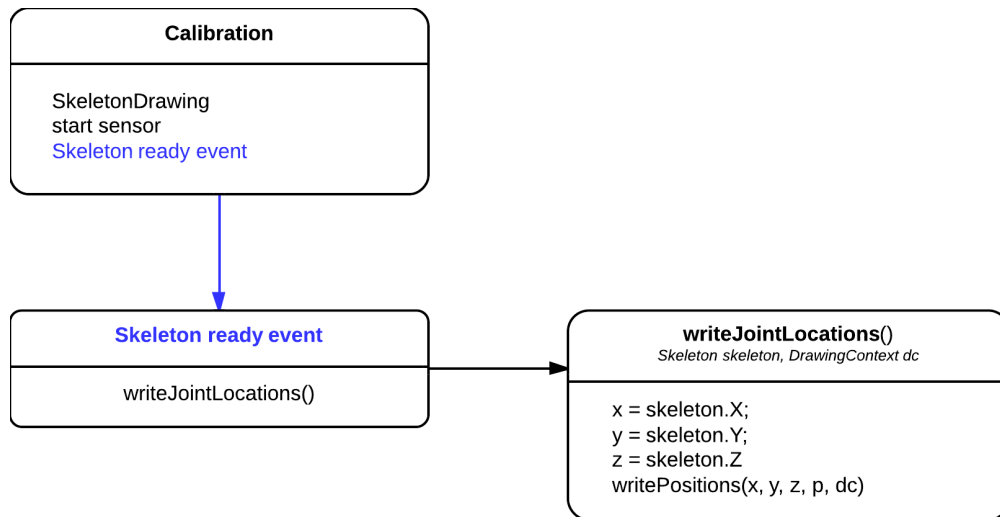 Calibration
SkeletonDrawing
start sensor
Skeleton ready event
Skeleton ready event
writeJointLocations()
writeJointLocations()
Skeleton skeleton, DrawingContext dc
x = skeleton.X;
y = skeleton.Y;
z = skeleton.Z
writePositions(x, y, z, p, dc)